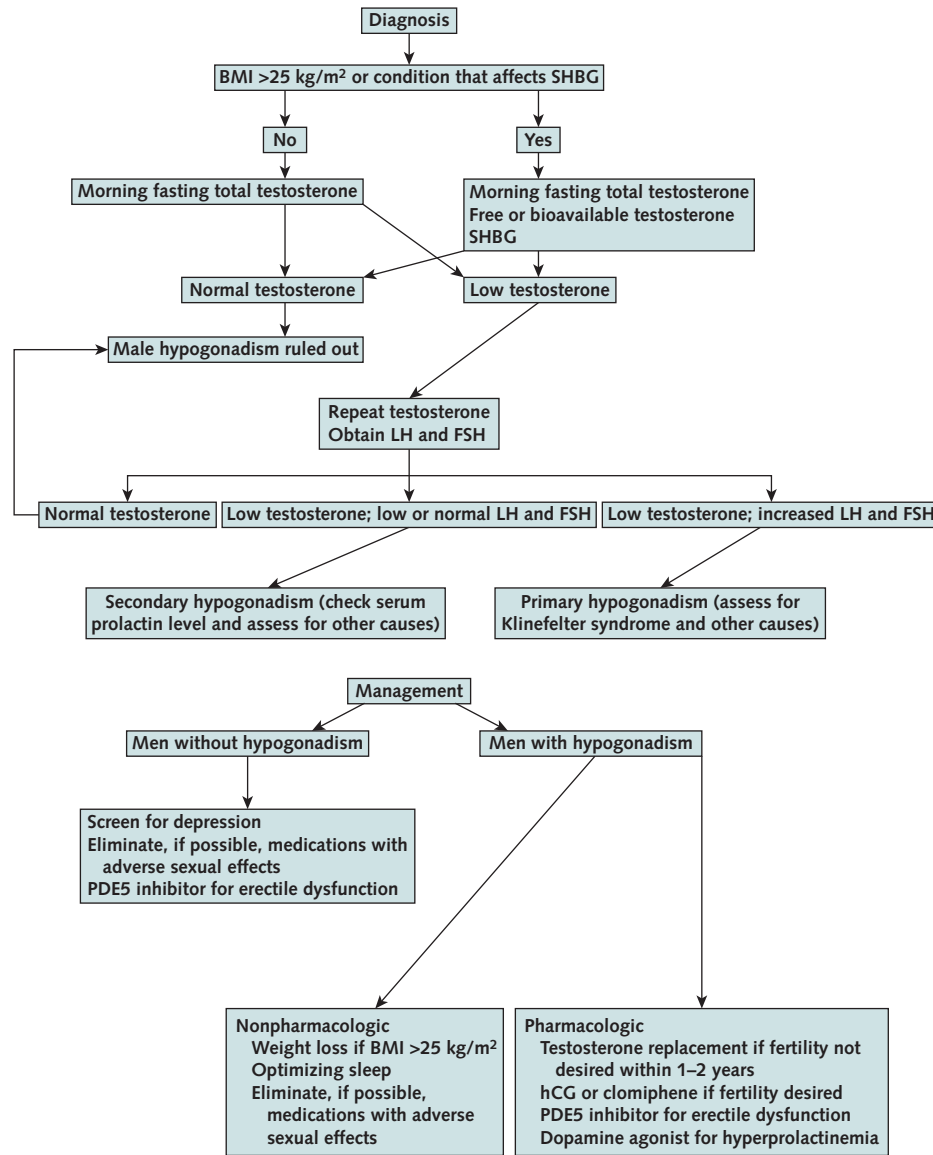 Diagnosis
BMI >25 kg/m² or condition that affects SHBG
No
Yes
Morning fasting total testosterone
Morning fasting total testosterone
Free or bioavailable testosterone
SHBG
Normal testosterone
Low testosterone
Male hypogonadism ruled out
Repeat testosterone
Obtain LH and FSH
Normal testosterone
Low testosterone; low or normal LH and FSH
Low testosterone; increased LH and FSH
Secondary hypogonadism (check serum
prolactin level and assess for other causes)
Primary hypogonadism (assess for
Klinefelter syndrome and other causes)
Management
Men without hypogonadism
Men with hypogonadism
Screen for depression
Eliminate, if possible, medications with
adverse sexual effects
PDE5 inhibitor for erectile dysfunction
Nonpharmacologic
Weight loss if BMI >25 kg/m²
Optimizing sleep
Eliminate, if possible,
medications with adverse
sexual effects
Pharmacologic
Testosterone replacement if fertility not
desired within 1–2 years
hCG or clomiphene if fertility desired
PDE5 inhibitor for erectile dysfunction
Dopamine agonist for hyperprolactinemia